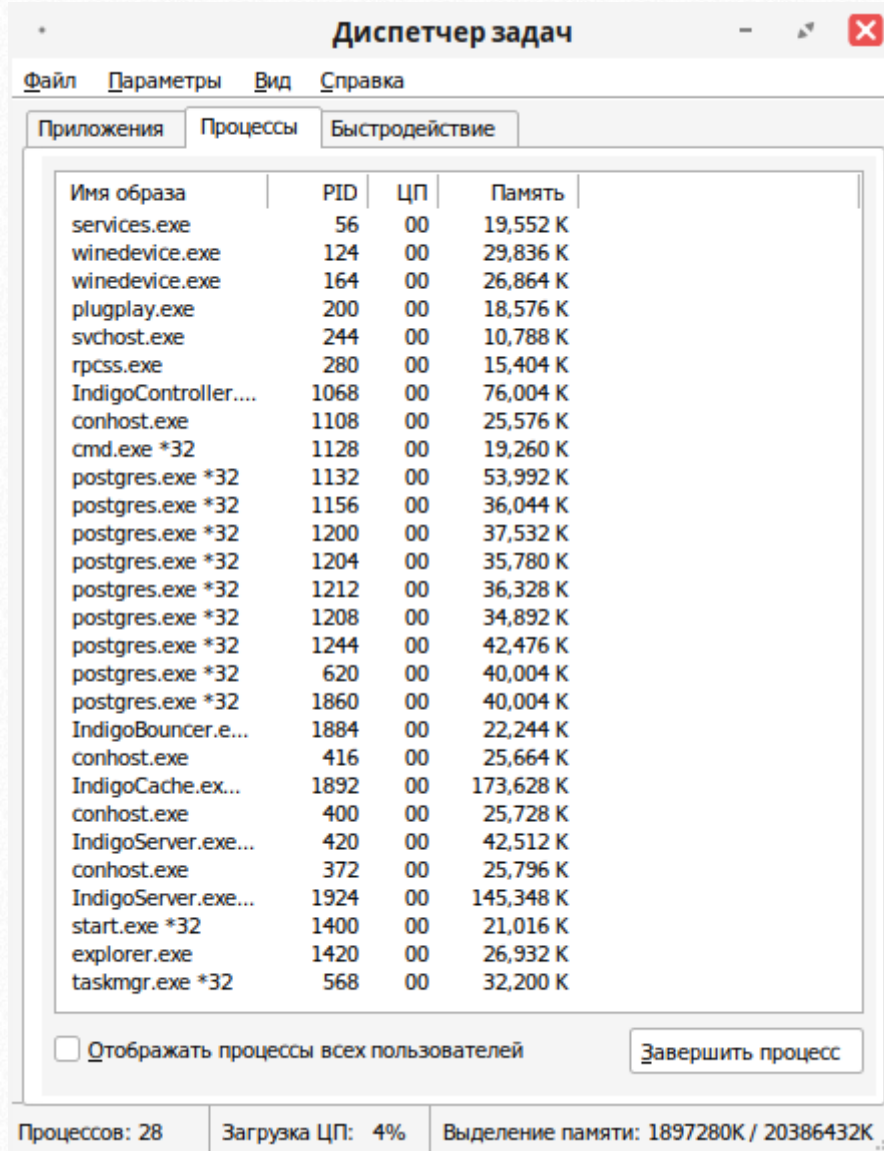 Диспетчер задач
Файл Параметры Вид Справка
Приложения Процессы Быстродействие
Имя образа PID ЦП Память
services.exe 56 00 19,552 K
winedevice.exe 124 00 29,836 K
winedevice.exe 164 00 26,864 K
plugplay.exe 200 00 18,576 K
svchost.exe 244 00 10,788 K
rpcss.exe 280 00 15,404 K
IndigoController.... 1068 00 76,004 K
conhost.exe 1108 00 25,576 K
cmd.exe *32 1128 00 19,260 K
postgres.exe *32 1132 00 53,992 K
postgres.exe *32 1156 00 36,044 K
postgres.exe *32 1200 00 37,532 K
postgres.exe *32 1204 00 35,780 K
postgres.exe *32 1212 00 36,328 K
postgres.exe *32 1208 00 34,892 K
postgres.exe *32 1244 00 42,476 K
postgres.exe *32 620 00 40,004 K
postgres.exe *32 1860 00 40,004 K
IndigoBouncer.e... 1884 00 22,244 K
conhost.exe 416 00 25,664 K
IndigoCache.ex... 1892 00 173,628 K
conhost.exe 400 00 25,728 K
IndigoServer.exe... 420 00 42,512 K
conhost.exe 372 00 25,796 K
IndigoServer.exe... 1924 00 145,348 K
start.exe *32 1400 00 21,016 K
explorer.exe 1420 00 26,932 K
taskmgr.exe *32 568 00 32,200 K
Отображать процессы всех пользователей Завершить процесс
Процессов: 28 Загрузка ЦП: 4% Выделение памяти: 1897280K / 20386432K